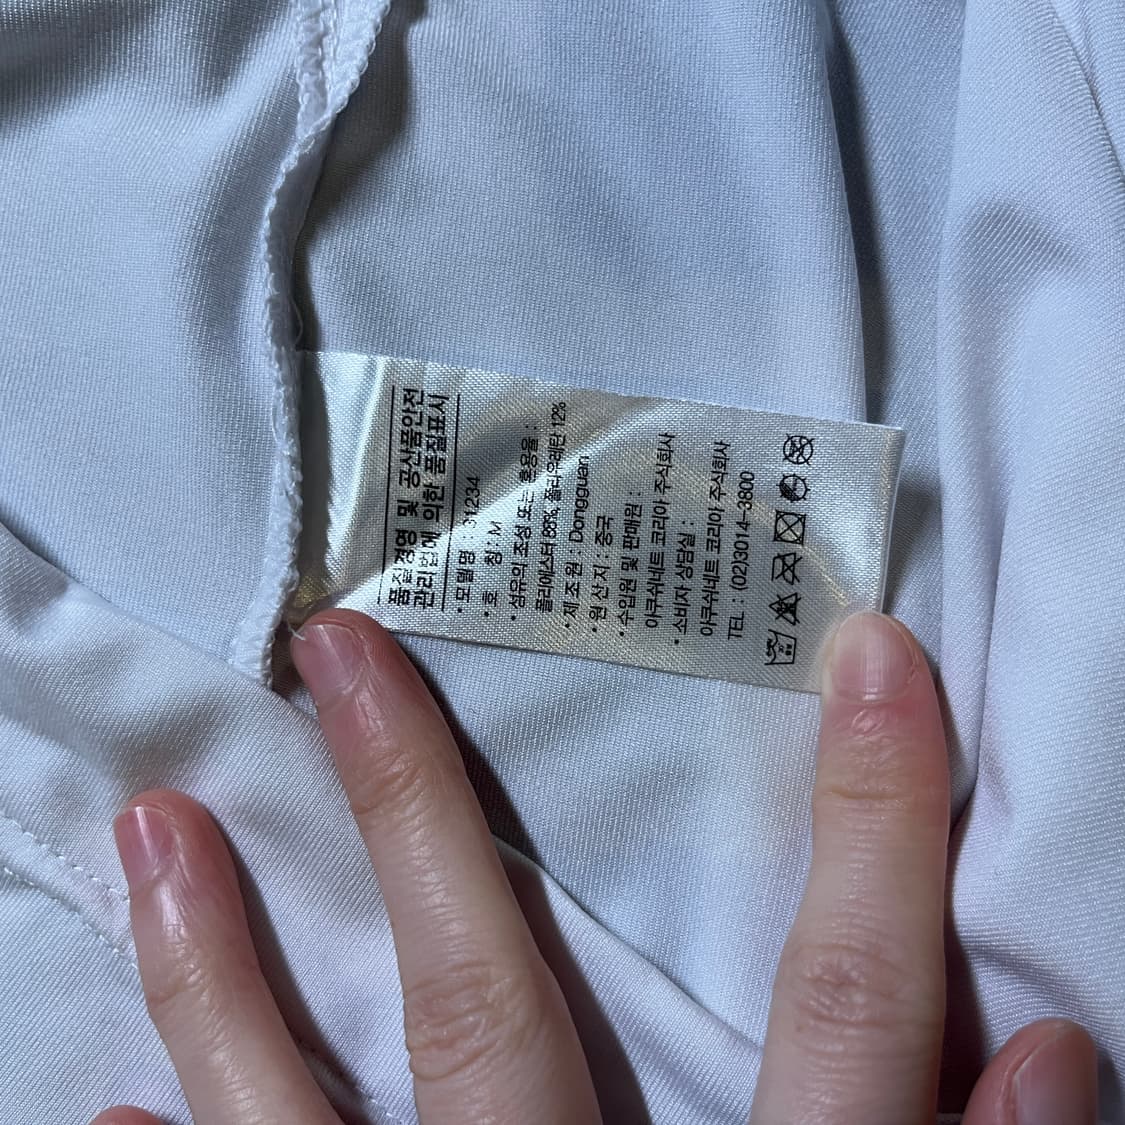 품질경영 및 공산품안전
관리법에 의한 품질표시
• 모델명 : 31234
• 호 칭 : M
• 섬유의 조성 또는 혼용율 :
폴리에스터 88%, 폴리우레탄 12%
• 제 조 원 : Dongguan
• 원 산 지 : 중국
• 수입원 및 판매원 :
아쿠쉬네트 코리아 주식회사
• 소비자 상담실 :
아쿠쉬네트 코리아 주식회사
TEL : (02)3014-3800